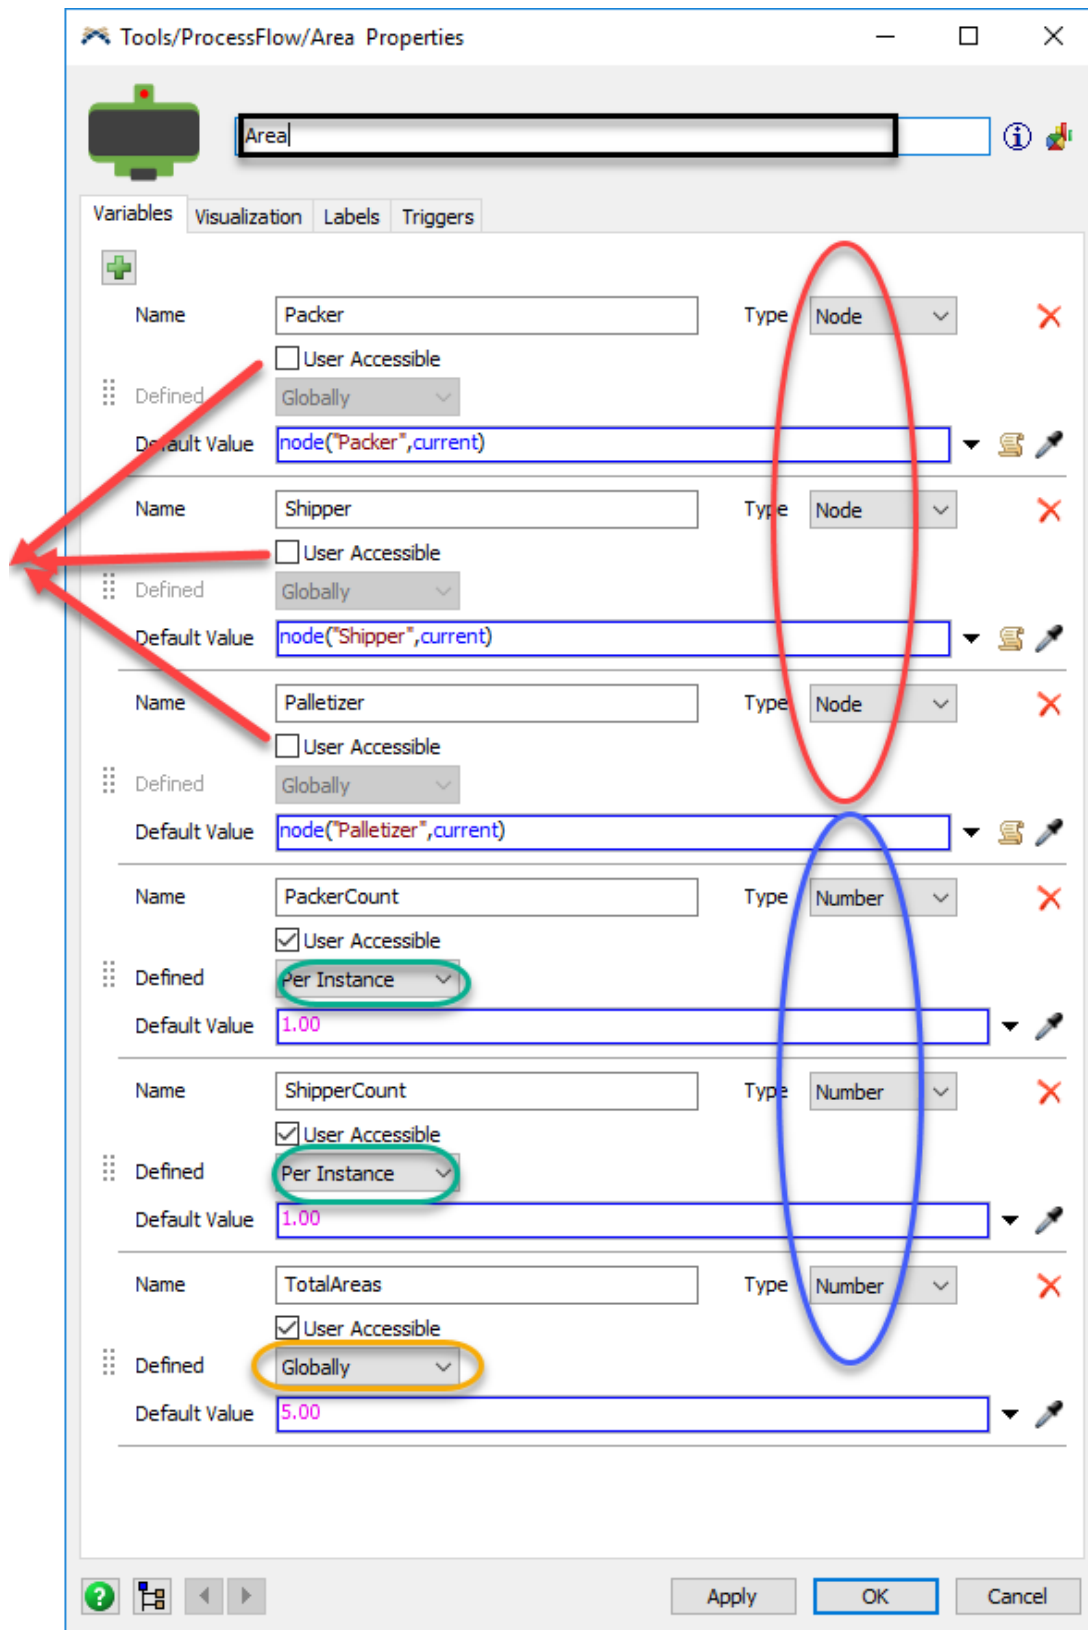 Tools/ProcessFlow/Area Properties
Area
Variables Visualization Labels Triggers
Name Packer Type Node
User Accessible
Defined Globally
Default Value node("Packer",current)
Name Shipper Type Node
User Accessible
Defined Globally
Default Value node("Shipper",current)
Name Palletizer Type Node
User Accessible
Defined Globally
Default Value node("Palletizer",current)
Name PackerCount Type Number
User Accessible
Defined Per Instance
Default Value 1.00
Name ShipperCount Type Number
User Accessible
Defined Per Instance
Default Value 1.00
Name TotalAreas Type Number
User Accessible
Defined Globally
Default Value 5.00
Apply OK Cancel